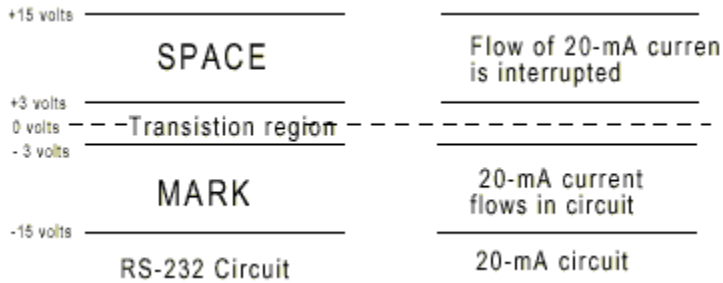 +15 volts
SPACE
Flow of 20-mA curren
is interrupted
+3 volts
0 volts
Transistion region
- 3 volts
MARK
20-mA current
flows in circuit
-15 volts
RS-232 Circuit
20-mA circuit